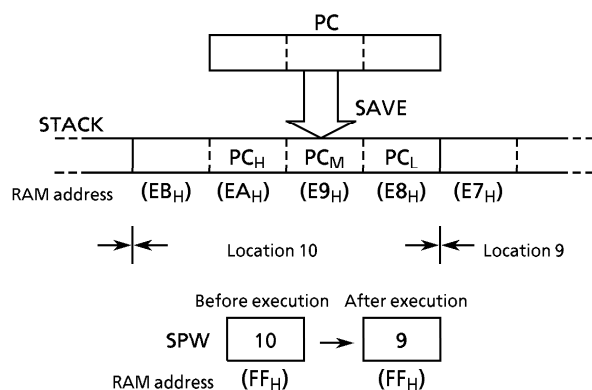 PC
SAVE
STACK
PCH PCM PCL
RAM address (EBH) (EAH) (E9H) (E8H) (E7H)
Location 10 Location 9
Before execution After execution
SPW 10 9
RAM address (FFH) (FFH)